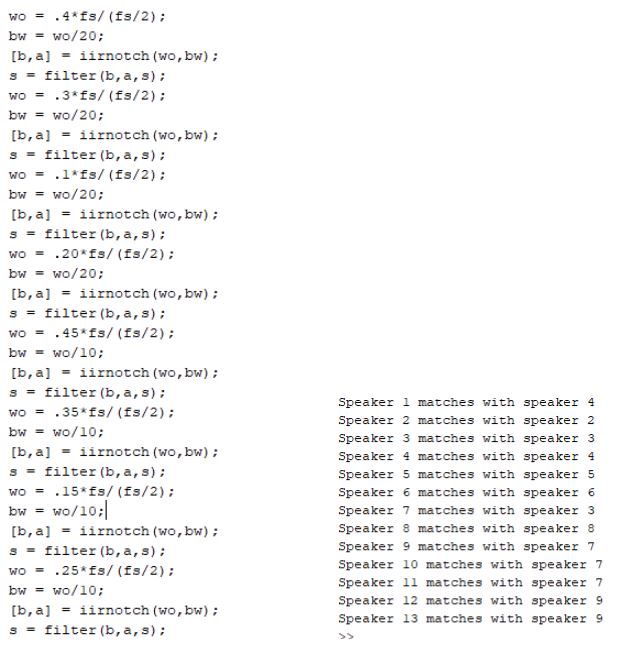 wo = .4*fs/(fs/2);
bw = wo/20;
[b,a] = iirnotch(wo,bw);
s = filter(b,a,s);
wo = .3*fs/(fs/2);
bw = wo/20;
[b,a] = iirnotch(wo,bw);
s = filter(b,a,s);
wo = .1*fs/(fs/2);
bw = wo/20;
[b,a] = iirnotch(wo,bw);
s = filter(b,a,s);
wo = .20*fs/(fs/2);
bw = wo/20;
[b,a] = iirnotch(wo,bw);
s = filter(b,a,s);
wo = .45*fs/(fs/2);
bw = wo/10;
[b,a] = iirnotch(wo,bw);
s = filter(b,a,s);
wo = .35*fs/(fs/2);
bw = wo/10;
[b,a] = iirnotch(wo,bw);
s = filter(b,a,s);
wo = .15*fs/(fs/2);
bw = wo/10;
[b,a] = iirnotch(wo,bw);
s = filter(b,a,s);
wo = .25*fs/(fs/2);
bw = wo/10;
[b,a] = iirnotch(wo,bw);
s = filter(b,a,s);
Speaker 1 matches with speaker 4
Speaker 2 matches with speaker 2
Speaker 3 matches with speaker 3
Speaker 4 matches with speaker 4
Speaker 5 matches with speaker 5
Speaker 6 matches with speaker 6
Speaker 7 matches with speaker 3
Speaker 8 matches with speaker 8
Speaker 9 matches with speaker 7
Speaker 10 matches with speaker 7
Speaker 11 matches with speaker 7
Speaker 12 matches with speaker 9
Speaker 13 matches with speaker 9
>>